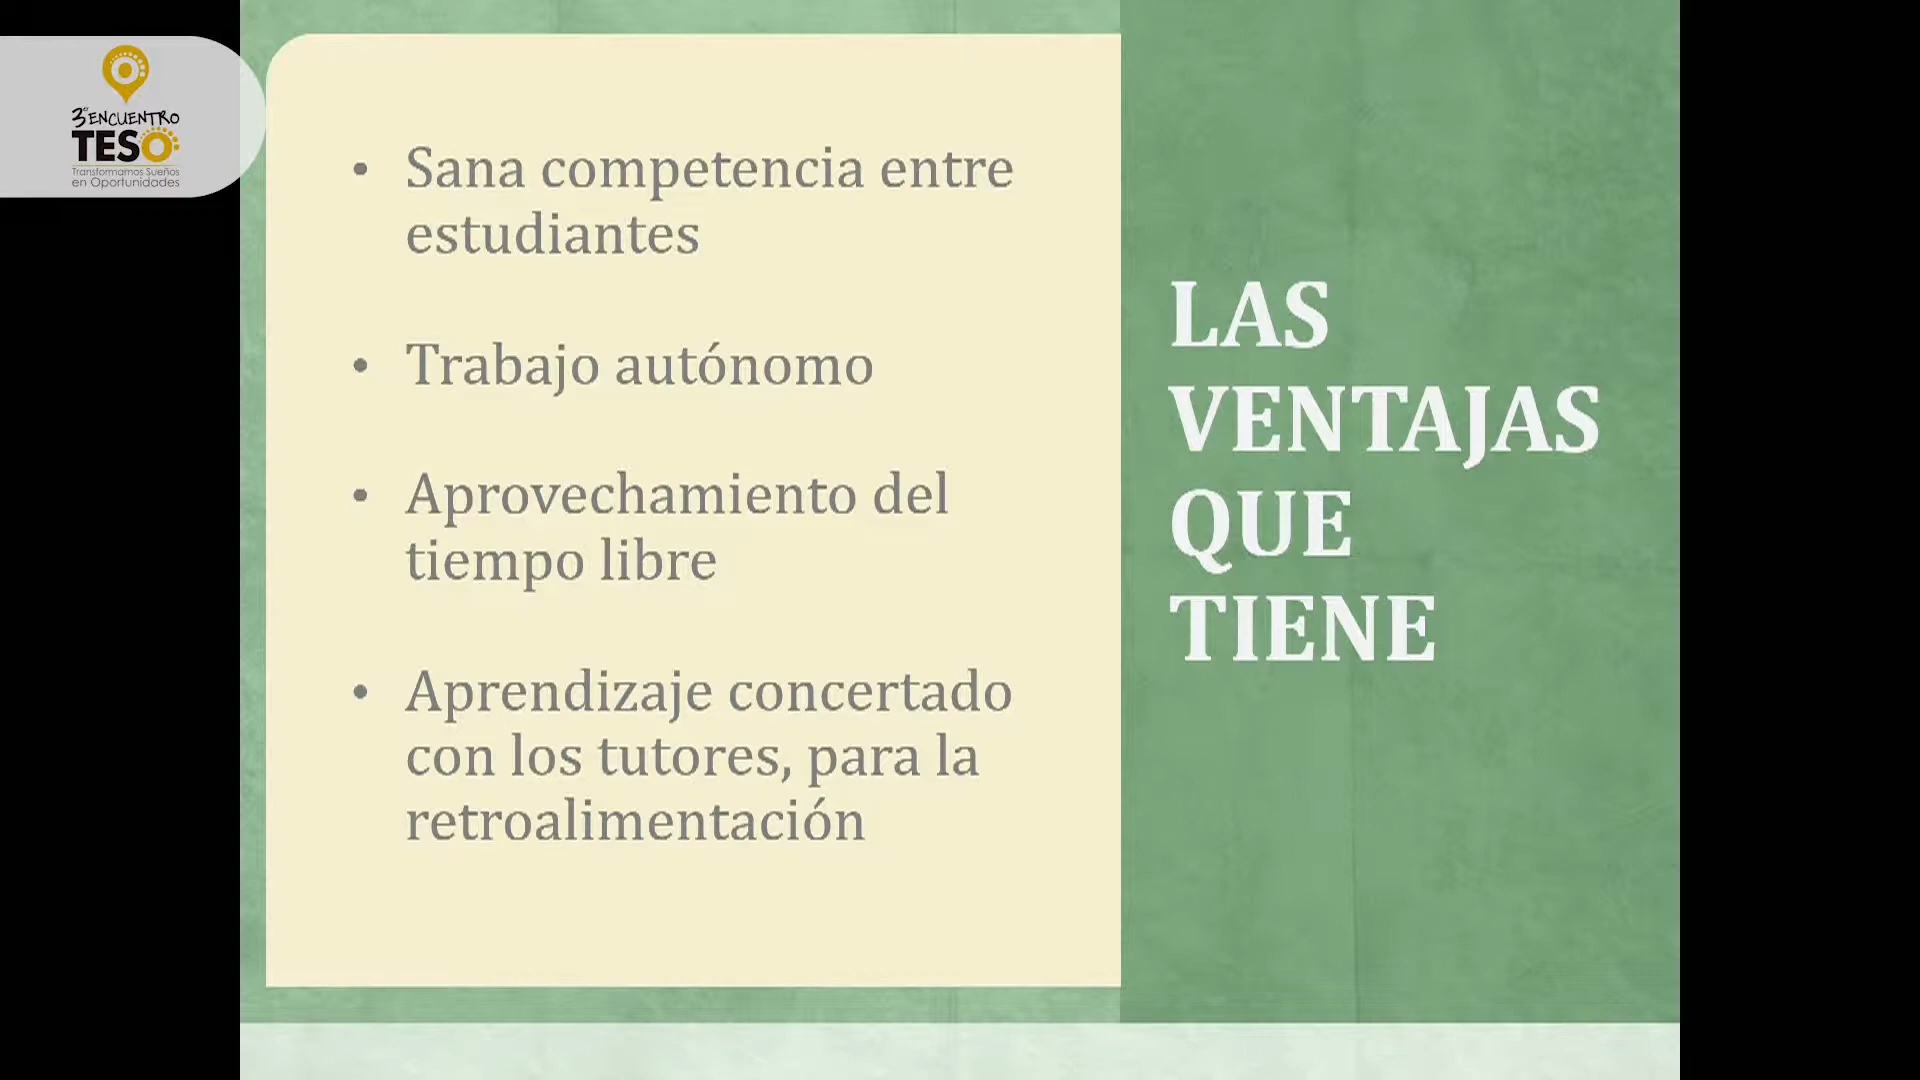 3er ENCUENTRO
TESO
Transformamos Sueños
en Oportunidades
• Sana competencia entre
estudiantes
• Trabajo autónomo
• Aprovechamiento del
tiempo libre
• Aprendizaje concertado
con los tutores, para la
retroalimentación
LAS
VENTAJAS
QUE
TIENE